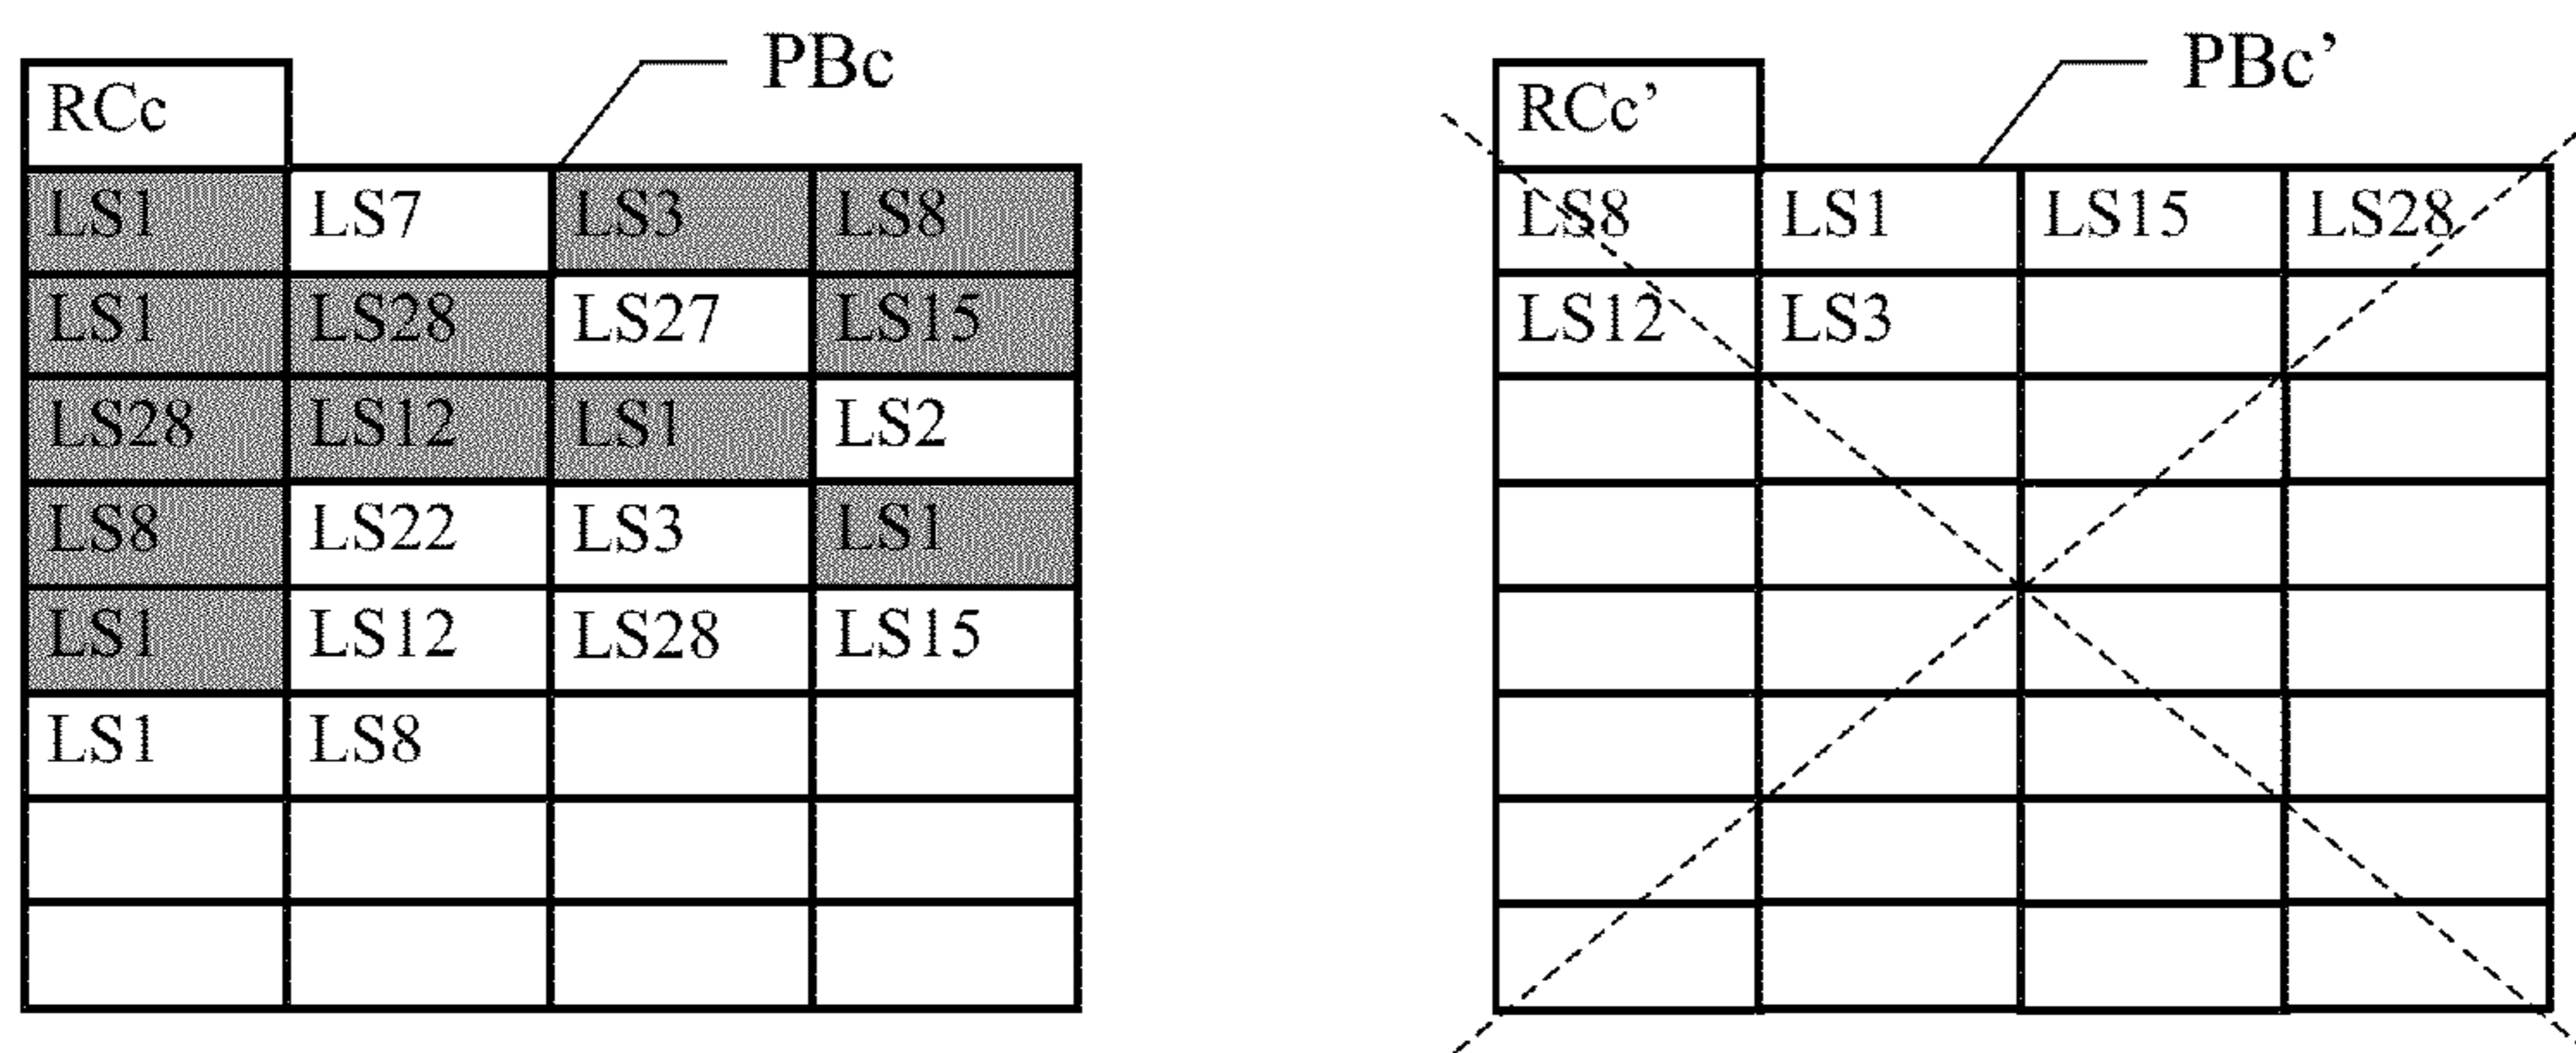 PBc
RCc
LS1 LS7 LS3 LS8
LS1 LS28 LS27 LS15
LS28 LS12 LS1 LS2
LS8 LS22 LS3 LS1
LS1 LS12 LS28 LS15
LS1 LS8
PBc’
RCc’
LS8 LS1 LS15 LS28
LS12 LS3